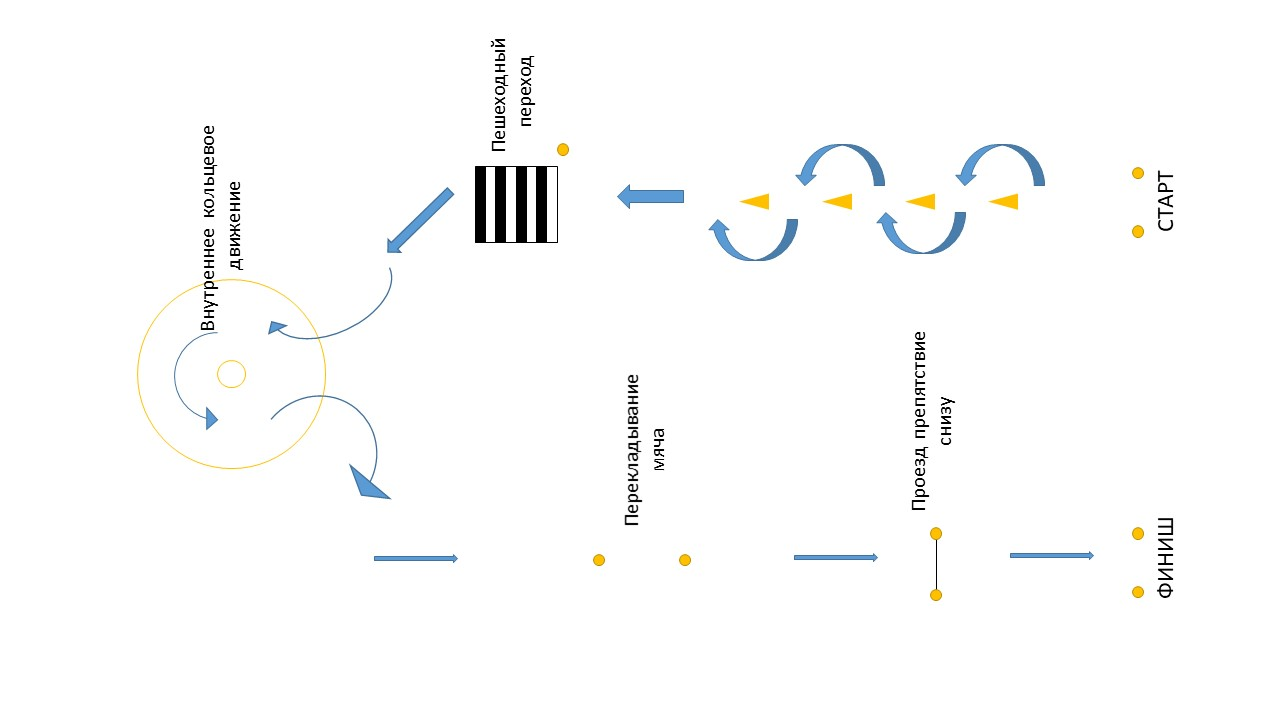 СТАРТ
Пешеходный
переход
Внутреннее кольцевое
движение
Перекладывание
мяча
Проезд препятствие
снизу
ФИНИШ